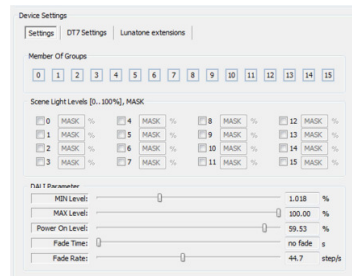 Device Settings
Settings DT7 Settings Lunatone extensions
Member Of Groups
0 1 2 3 4 5 6 7 8 9 10 11 12 13 14 15
Scene Light Levels [0..100%], MASK
0 MASK % 4 MASK % 8 MASK % 12 MASK %
1 MASK % 5 MASK % 9 MASK % 13 MASK %
2 MASK % 6 MASK % 10 MASK % 14 MASK %
3 MASK % 7 MASK % 11 MASK % 15 MASK %
DALI Parameter
MIN Level: 1.018 %
MAX Level: 100.00 %
Power On Level: 59.53 %
Fade Time: no fade s
Fade Rate: 44.7 step/s